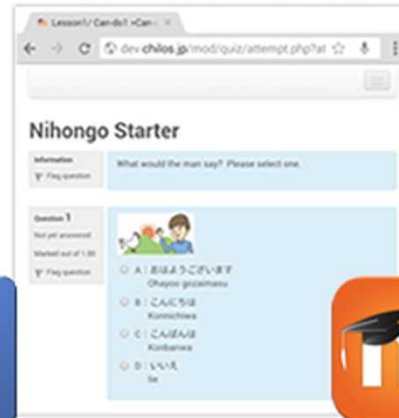 Lesson1/ Can-do1 >Can-d
dev.chilos.jp/mod/quiz/attempt.php?at
Nihongo Starter
Information
Flag question
What would the man say? Please select one.
Question 1
Not yet answered
Marked out of 1.00
Flag question
A : おはようございます
Ohayoo gozaimasu
B : こんにちは
Konnichiwa
C : こんばんは
Konbanwa
D : いいえ
Iie